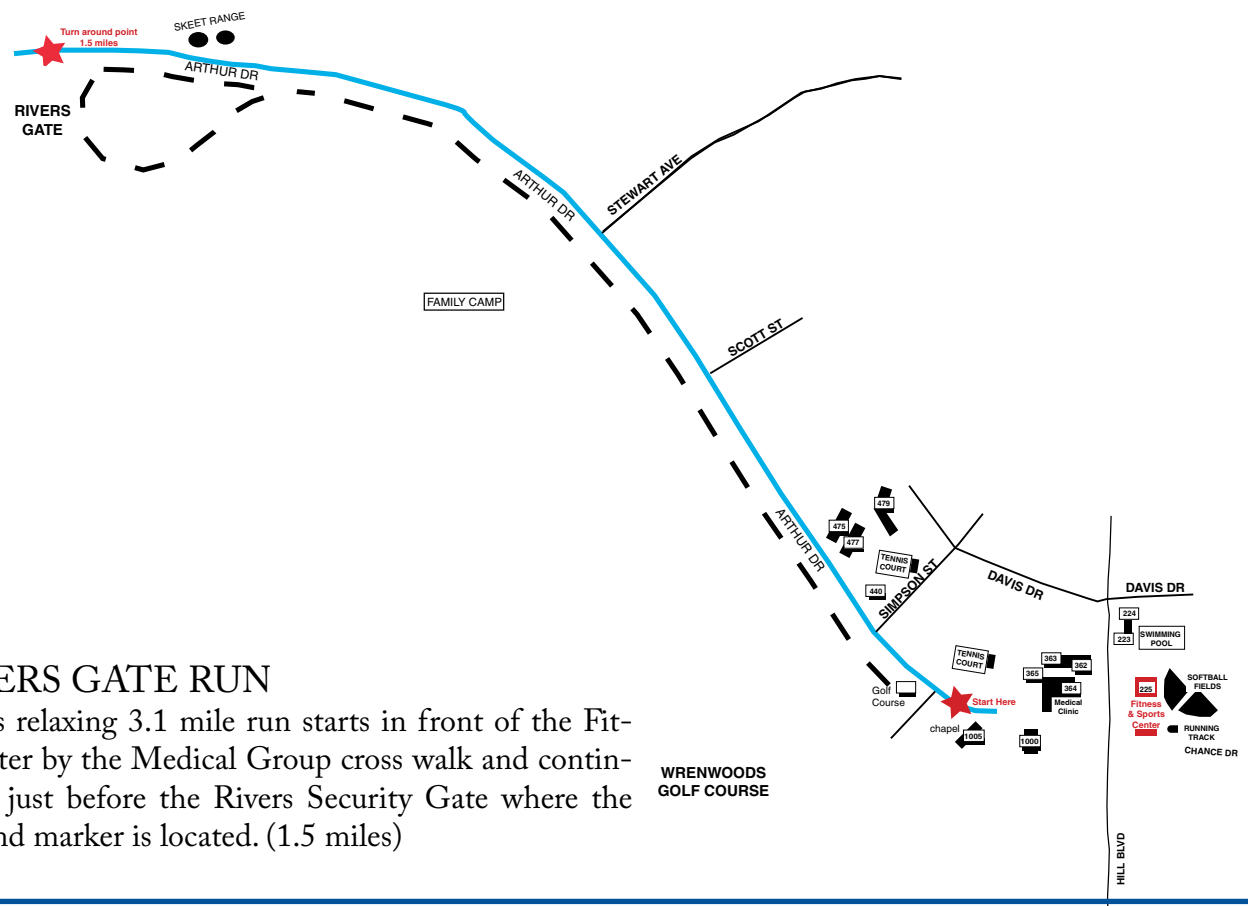 SKEET RANGE
Turn around point
1.5 miles
ARTHUR DR
RIVERS
GATE
STEWART AVE
ARTHUR DR
FAMILY CAMP
SCOTT ST
479
475
477
ARTHUR DR
TENNIS
COURT
440
SIMPSON ST
DAVIS DR
DAVIS DR
224
223
SWIMMING
POOL
TENNIS
COURT
363
362
365
364
Medical
Clinic
225
Fitness
& Sports
Center
SOFTBALL
FIELDS
RUNNING
TRACK
CHANCE DR
Golf
Course
Start Here
chapel
1005
1000
WRENWOODS
GOLF COURSE
HILL BLVD
ERS GATE RUN
s relaxing 3.1 mile run starts in front of the Fit-
ter by the Medical Group cross walk and contin-
just before the Rivers Security Gate where the
nd marker is located. (1.5 miles)